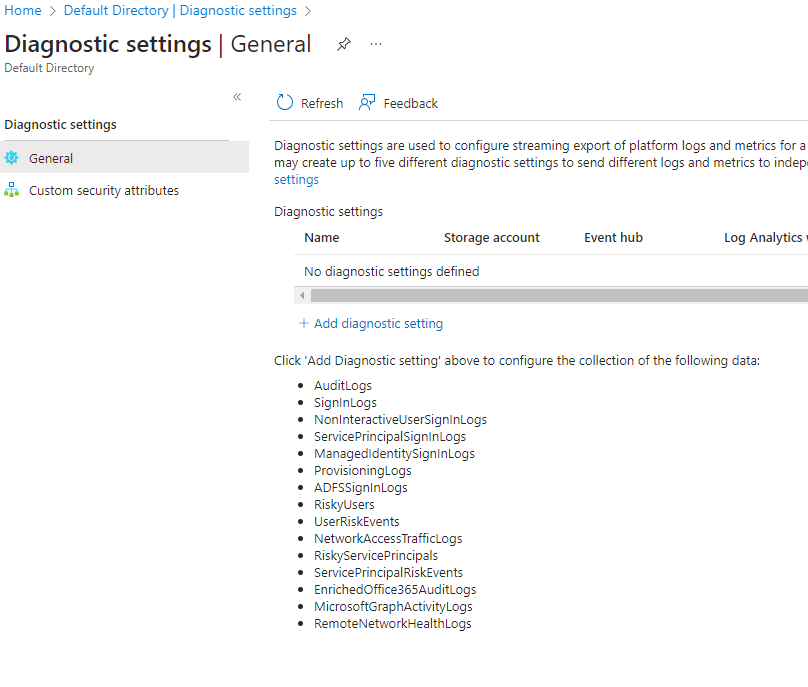 Home > Default Directory | Diagnostic settings >
Diagnostic settings | General
Default Directory
Diagnostic settings
General
Custom security attributes
Refresh Feedback
Diagnostic settings are used to configure streaming export of platform logs and metrics for a
may create up to five different diagnostic settings to send different logs and metrics to indep
settings
Diagnostic settings
Name Storage account Event hub Log Analytics
No diagnostic settings defined
+ Add diagnostic setting
Click 'Add Diagnostic setting' above to configure the collection of the following data:
• AuditLogs
• SignInLogs
• NonInteractiveUserSignInLogs
• ServicePrincipalSignInLogs
• ManagedIdentitySignInLogs
• ProvisioningLogs
• ADFSSignInLogs
• RiskyUsers
• UserRiskEvents
• NetworkAccessTrafficLogs
• RiskyServicePrincipals
• ServicePrincipalRiskEvents
• EnrichedOffice365AuditLogs
• MicrosoftGraphActivityLogs
• RemoteNetworkHealthLogs